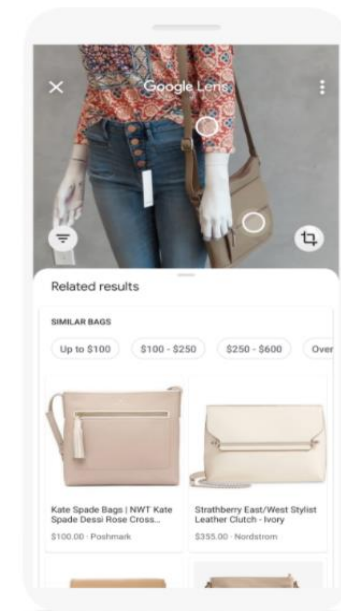 Google Lens
Related results
SIMILAR BAGS
Up to $100
$100 - $250
$250 - $600
Over
Kate Spade Bags | NWT Kate
Spade Dessi Rose Cross...
$100.00 · Poshmark
Strathberry East/West Stylist
Leather Clutch - Ivory
$355.00 · Nordstrom